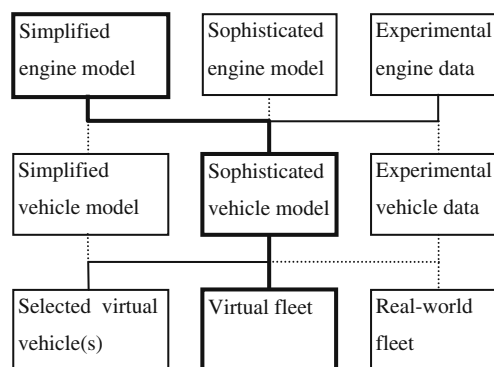 Simplified
engine model
Sophisticated
engine model
Experimental
engine data
Simplified
vehicle model
Sophisticated
vehicle model
Experimental
vehicle data
Selected virtual
vehicle(s)
Virtual fleet
Real-world
fleet